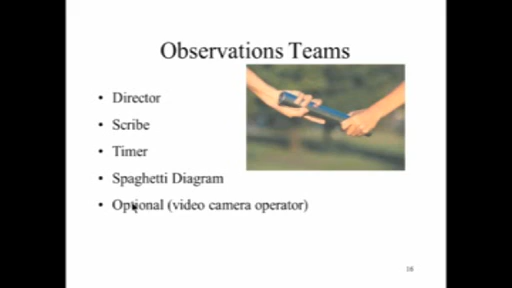 Observations Teams
• Director
• Scribe
• Timer
• Spaghetti Diagram
• Optional (video camera operator)
16